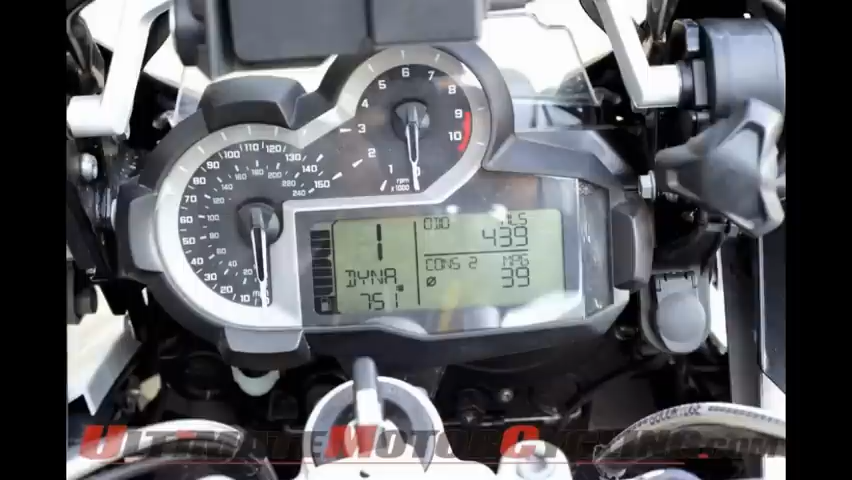 1 2 3 4 5 6 7 8 9 10
rpm
x1000
10 20 30 40 50 60 70 80 90 100 110 120 130 140 150
20 40 60 80 100 120 140 160 180 200 220 240
1
ODO MLS
439
CONS 2 MPG
Ø 39
DYNA
751
ULTIMATEMOTORCYCLING.COM